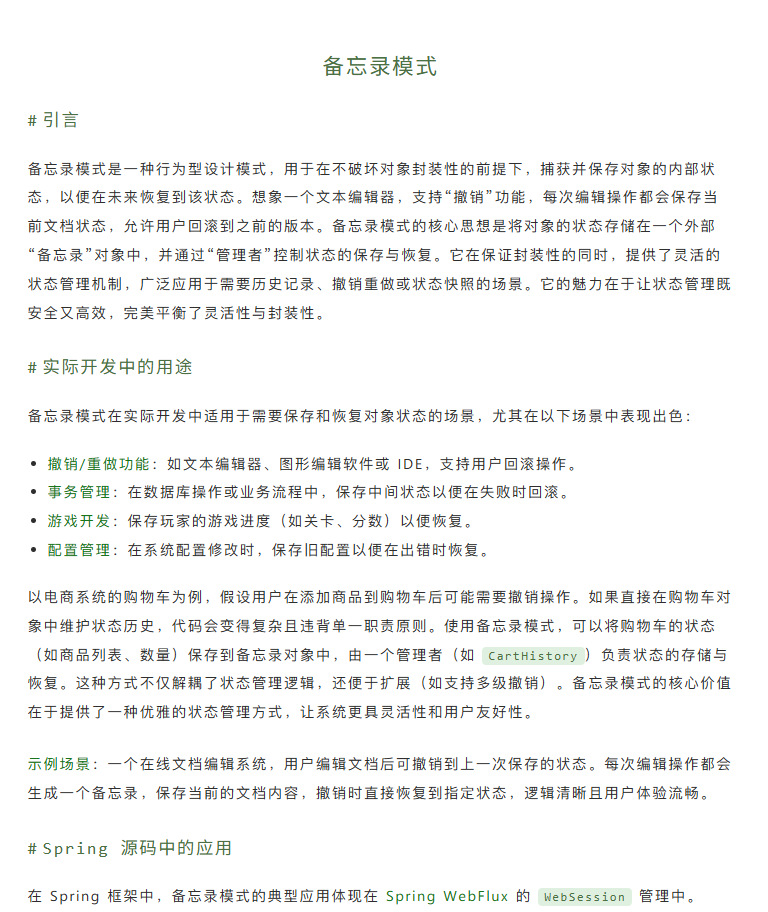 备忘录模式
# 引言
备忘录模式是一种行为型设计模式，用于在不破坏对象封装性的前提下，捕获并保存对象的内部状
态，以便在未来恢复到该状态。想象一个文本编辑器，支持“撤销”功能，每次编辑操作都会保存当
前文档状态，允许用户回滚到之前的版本。备忘录模式的核心思想是将对象的状态存储在一个外部
“备忘录”对象中，并通过“管理者”控制状态的保存与恢复。它在保证封装性的同时，提供了灵活的
状态管理机制，广泛应用于需要历史记录、撤销重做或状态快照的场景。它的魅力在于让状态管理既
安全又高效，完美平衡了灵活性与封装性。
# 实际开发中的用途
备忘录模式在实际开发中适用于需要保存和恢复对象状态的场景，尤其在以下场景中表现出色：
• 撤销/重做功能：如文本编辑器、图形编辑软件或 IDE，支持用户回滚操作。
• 事务管理：在数据库操作或业务流程中，保存中间状态以便在失败时回滚。
• 游戏开发：保存玩家的游戏进度（如关卡、分数）以便恢复。
• 配置管理：在系统配置修改时，保存旧配置以便在出错时恢复。
以电商系统的购物车为例，假设用户在添加商品到购物车后可能需要撤销操作。如果直接在购物车对
象中维护状态历史，代码会变得复杂且违背单一职责原则。使用备忘录模式，可以将购物车的状态
（如商品列表、数量）保存到备忘录对象中，由一个管理者（如 CartHistory）负责状态的存储与
恢复。这种方式不仅解耦了状态管理逻辑，还便于扩展（如支持多级撤销）。备忘录模式的核心价值
在于提供了一种优雅的状态管理方式，让系统更具灵活性和用户友好性。
示例场景：一个在线文档编辑系统，用户编辑文档后可撤销到上一次保存的状态。每次编辑操作都会
生成一个备忘录，保存当前的文档内容，撤销时直接恢复到指定状态，逻辑清晰且用户体验流畅。
# Spring 源码中的应用
在 Spring 框架中，备忘录模式的典型应用体现在 Spring WebFlux 的 WebSession 管理中。